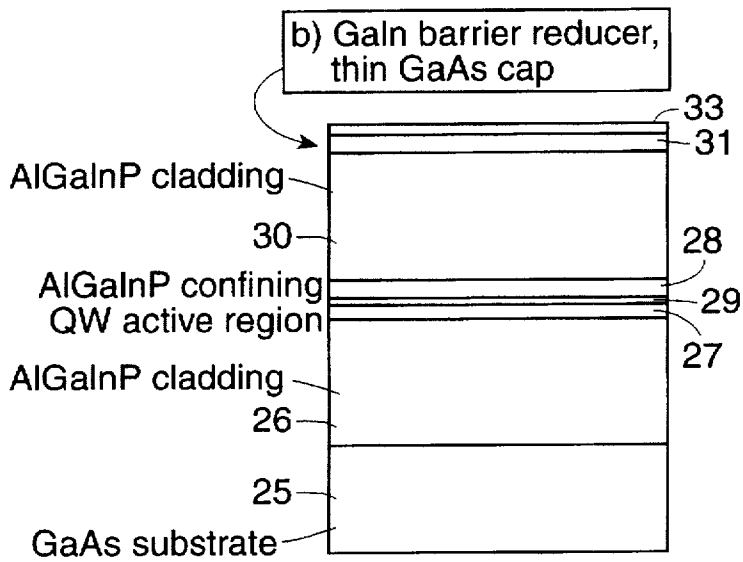 b) GaIn barrier reducer,
thin GaAs cap
33
31
AlGaInP cladding
30
28
AlGaInP confining
29
QW active region
27
AlGaInP cladding
26
25
GaAs substrate